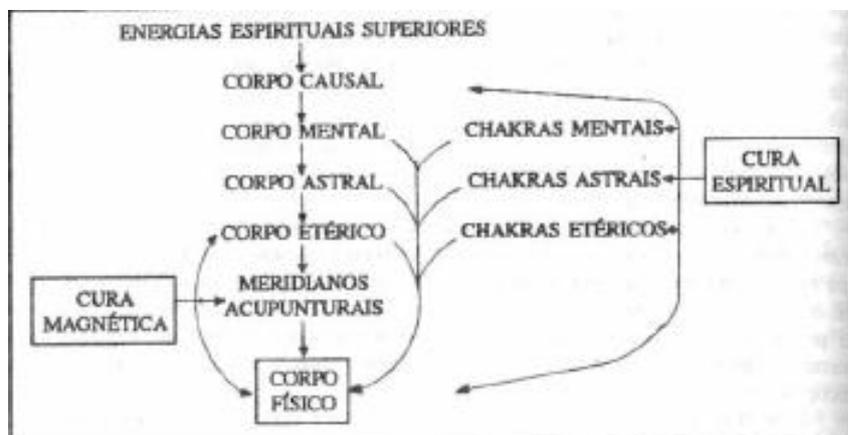 ENERGIAS ESPIRITUAIS SUPERIORES
CORPO CAUSAL
CORPO MENTAL
CHAKRAS MENTAIS
CORPO ASTRAL
CHAKRAS ASTRAIS
CURA
ESPIRITUAL
CORPO ETÉRICO
CHAKRAS ETÉRICOS
CURA
MAGNÉTICA
MERIDIANOS
ACUPUNTURAIS
CORPO
FÍSICO